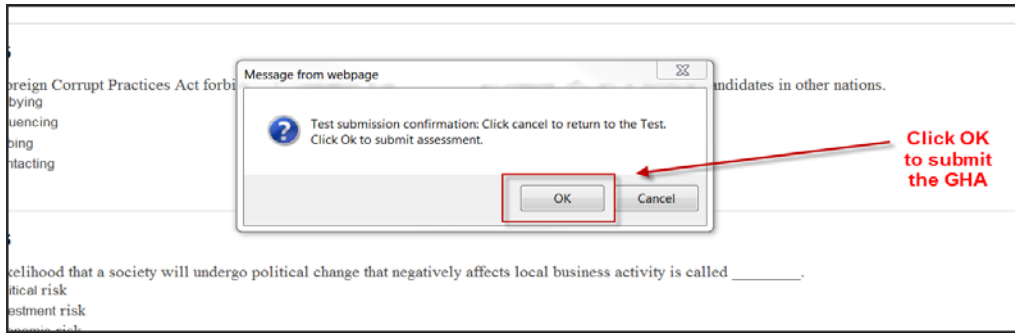 Message from webpage
oreign Corrupt Practices Act forbi
andidates in other nations.
bying
uencing
bing
ntacting
Test submission confirmation: Click cancel to return to the Test.
Click Ok to submit assessment.
OK
Cancel
Click OK
to submit
the GHA
kelihood that a society will undergo political change that negatively affects local business activity is called ________.
itical risk
estment risk